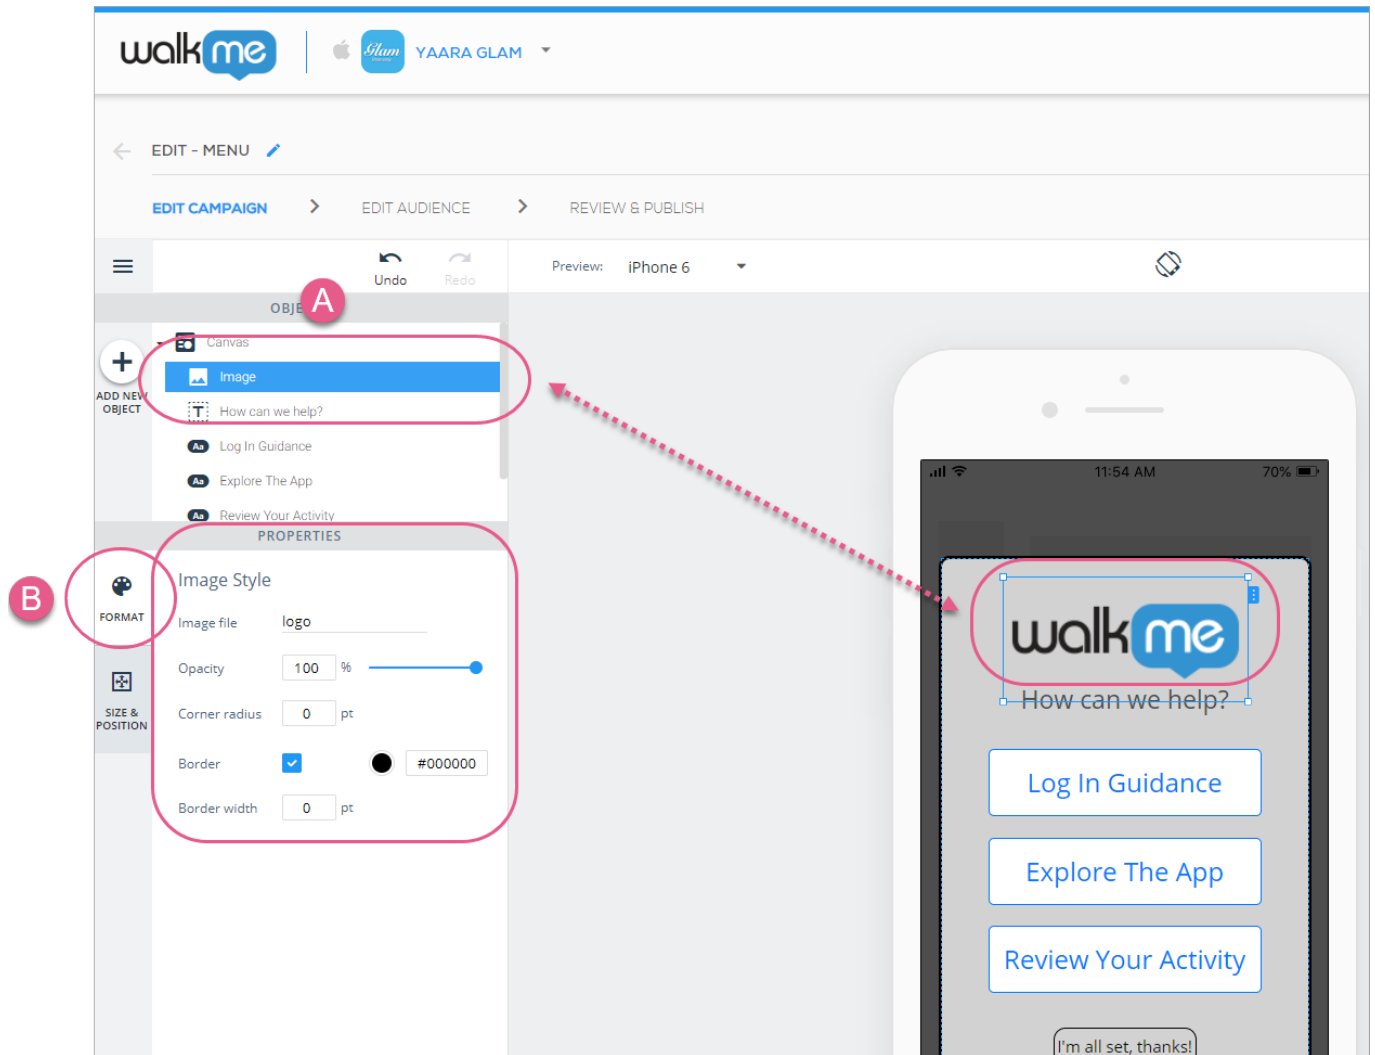 walkme
Glam
YAARA GLAM
EDIT - MENU
EDIT CAMPAIGN
EDIT AUDIENCE
REVIEW & PUBLISH
Undo
Redo
Preview:
iPhone 6
OBJE
A
Canvas
Image
T
How can we help?
Aa
Log In Guidance
Aa
Explore The App
Aa
Review Your Activity
ADD NEW
OBJECT
PROPERTIES
B
FORMAT
SIZE &
POSITION
Image Style
Image file
logo
Opacity
100
%
Corner radius
0
pt
Border
#000000
Border width
0
pt
11:54 AM
70%
walkme
How can we help?
Log In Guidance
Explore The App
Review Your Activity
I'm all set, thanks!